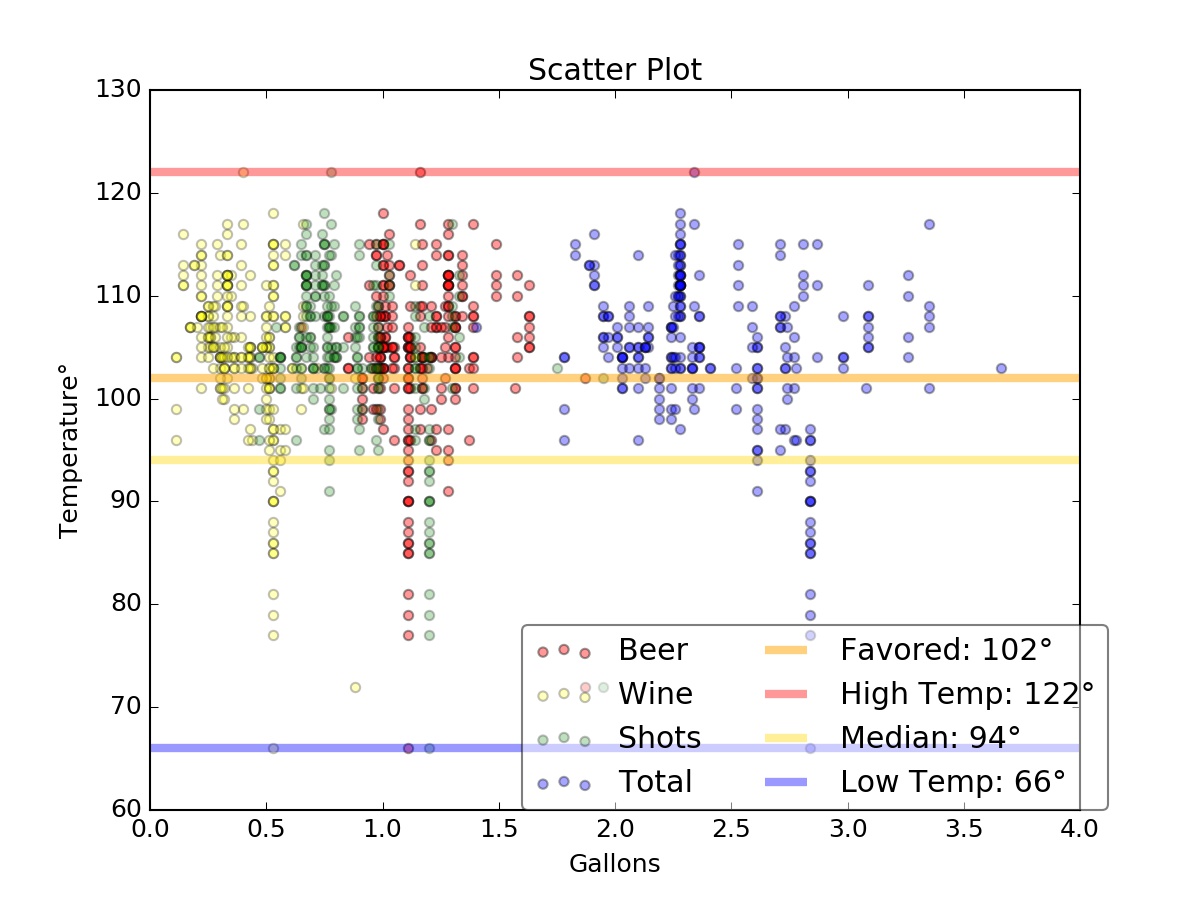 Scatter Plot
130
120
110
100
90
80
70
60
Temperature°
0.0 0.5 1.0 1.5 2.0 2.5 3.0 3.5 4.0
Gallons
Beer Favored: 102°
Wine High Temp: 122°
Shots Median: 94°
Total Low Temp: 66°